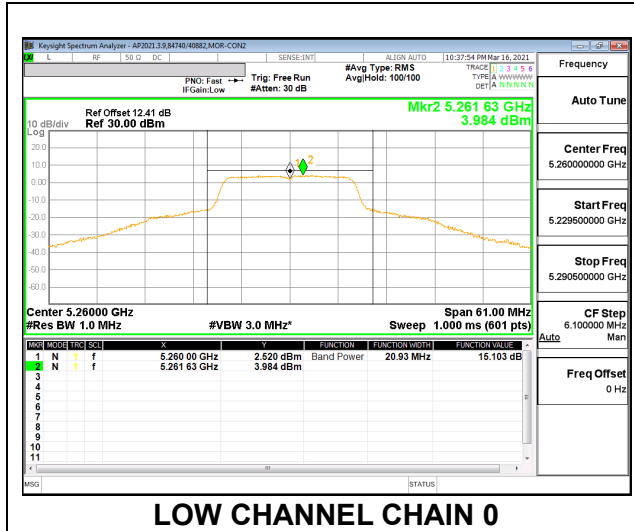 Keysight Spectrum Analyzer - AP2021.3.9,84740/40882,MOR-CON2
L RF 50 Ω DC SENSE:INT ALIGN AUTO 10:37:54 PM Mar 16, 2021
Frequency
#Avg Type: RMS TRACE 1 2 3 4 5 6
PNO: Fast Trig: Free Run Avg|Hold: 100/100 TYPE A WWWWW
IFGain:Low #Atten: 30 dB DET A N N N N N
Auto Tune
Mkr2 5.261 63 GHz
Ref Offset 12.41 dB
10 dB/div Ref 30.00 dBm 3.984 dBm
Log
20.0
10.0
0.00
-10.0
-20.0
-30.0
-40.0
-50.0
-60.0
1 2
Center Freq
5.260000000 GHz
Start Freq
5.229500000 GHz
Stop Freq
5.290500000 GHz
Center 5.26000 GHz Span 61.00 MHz
#Res BW 1.0 MHz #VBW 3.0 MHz* Sweep 1.000 ms (601 pts)
CF Step
6.100000 MHz
Auto Man
MKR MODE TRC SCL X Y FUNCTION FUNCTION WIDTH FUNCTION VALUE
1 N 1 f 5.260 00 GHz 2.520 dBm Band Power 20.93 MHz 15.103 dB
2 N 1 f 5.261 63 GHz 3.984 dBm
3
4
5
6
7
8
9
10
11
Freq Offset
0 Hz
MSG STATUS
LOW CHANNEL CHAIN 0